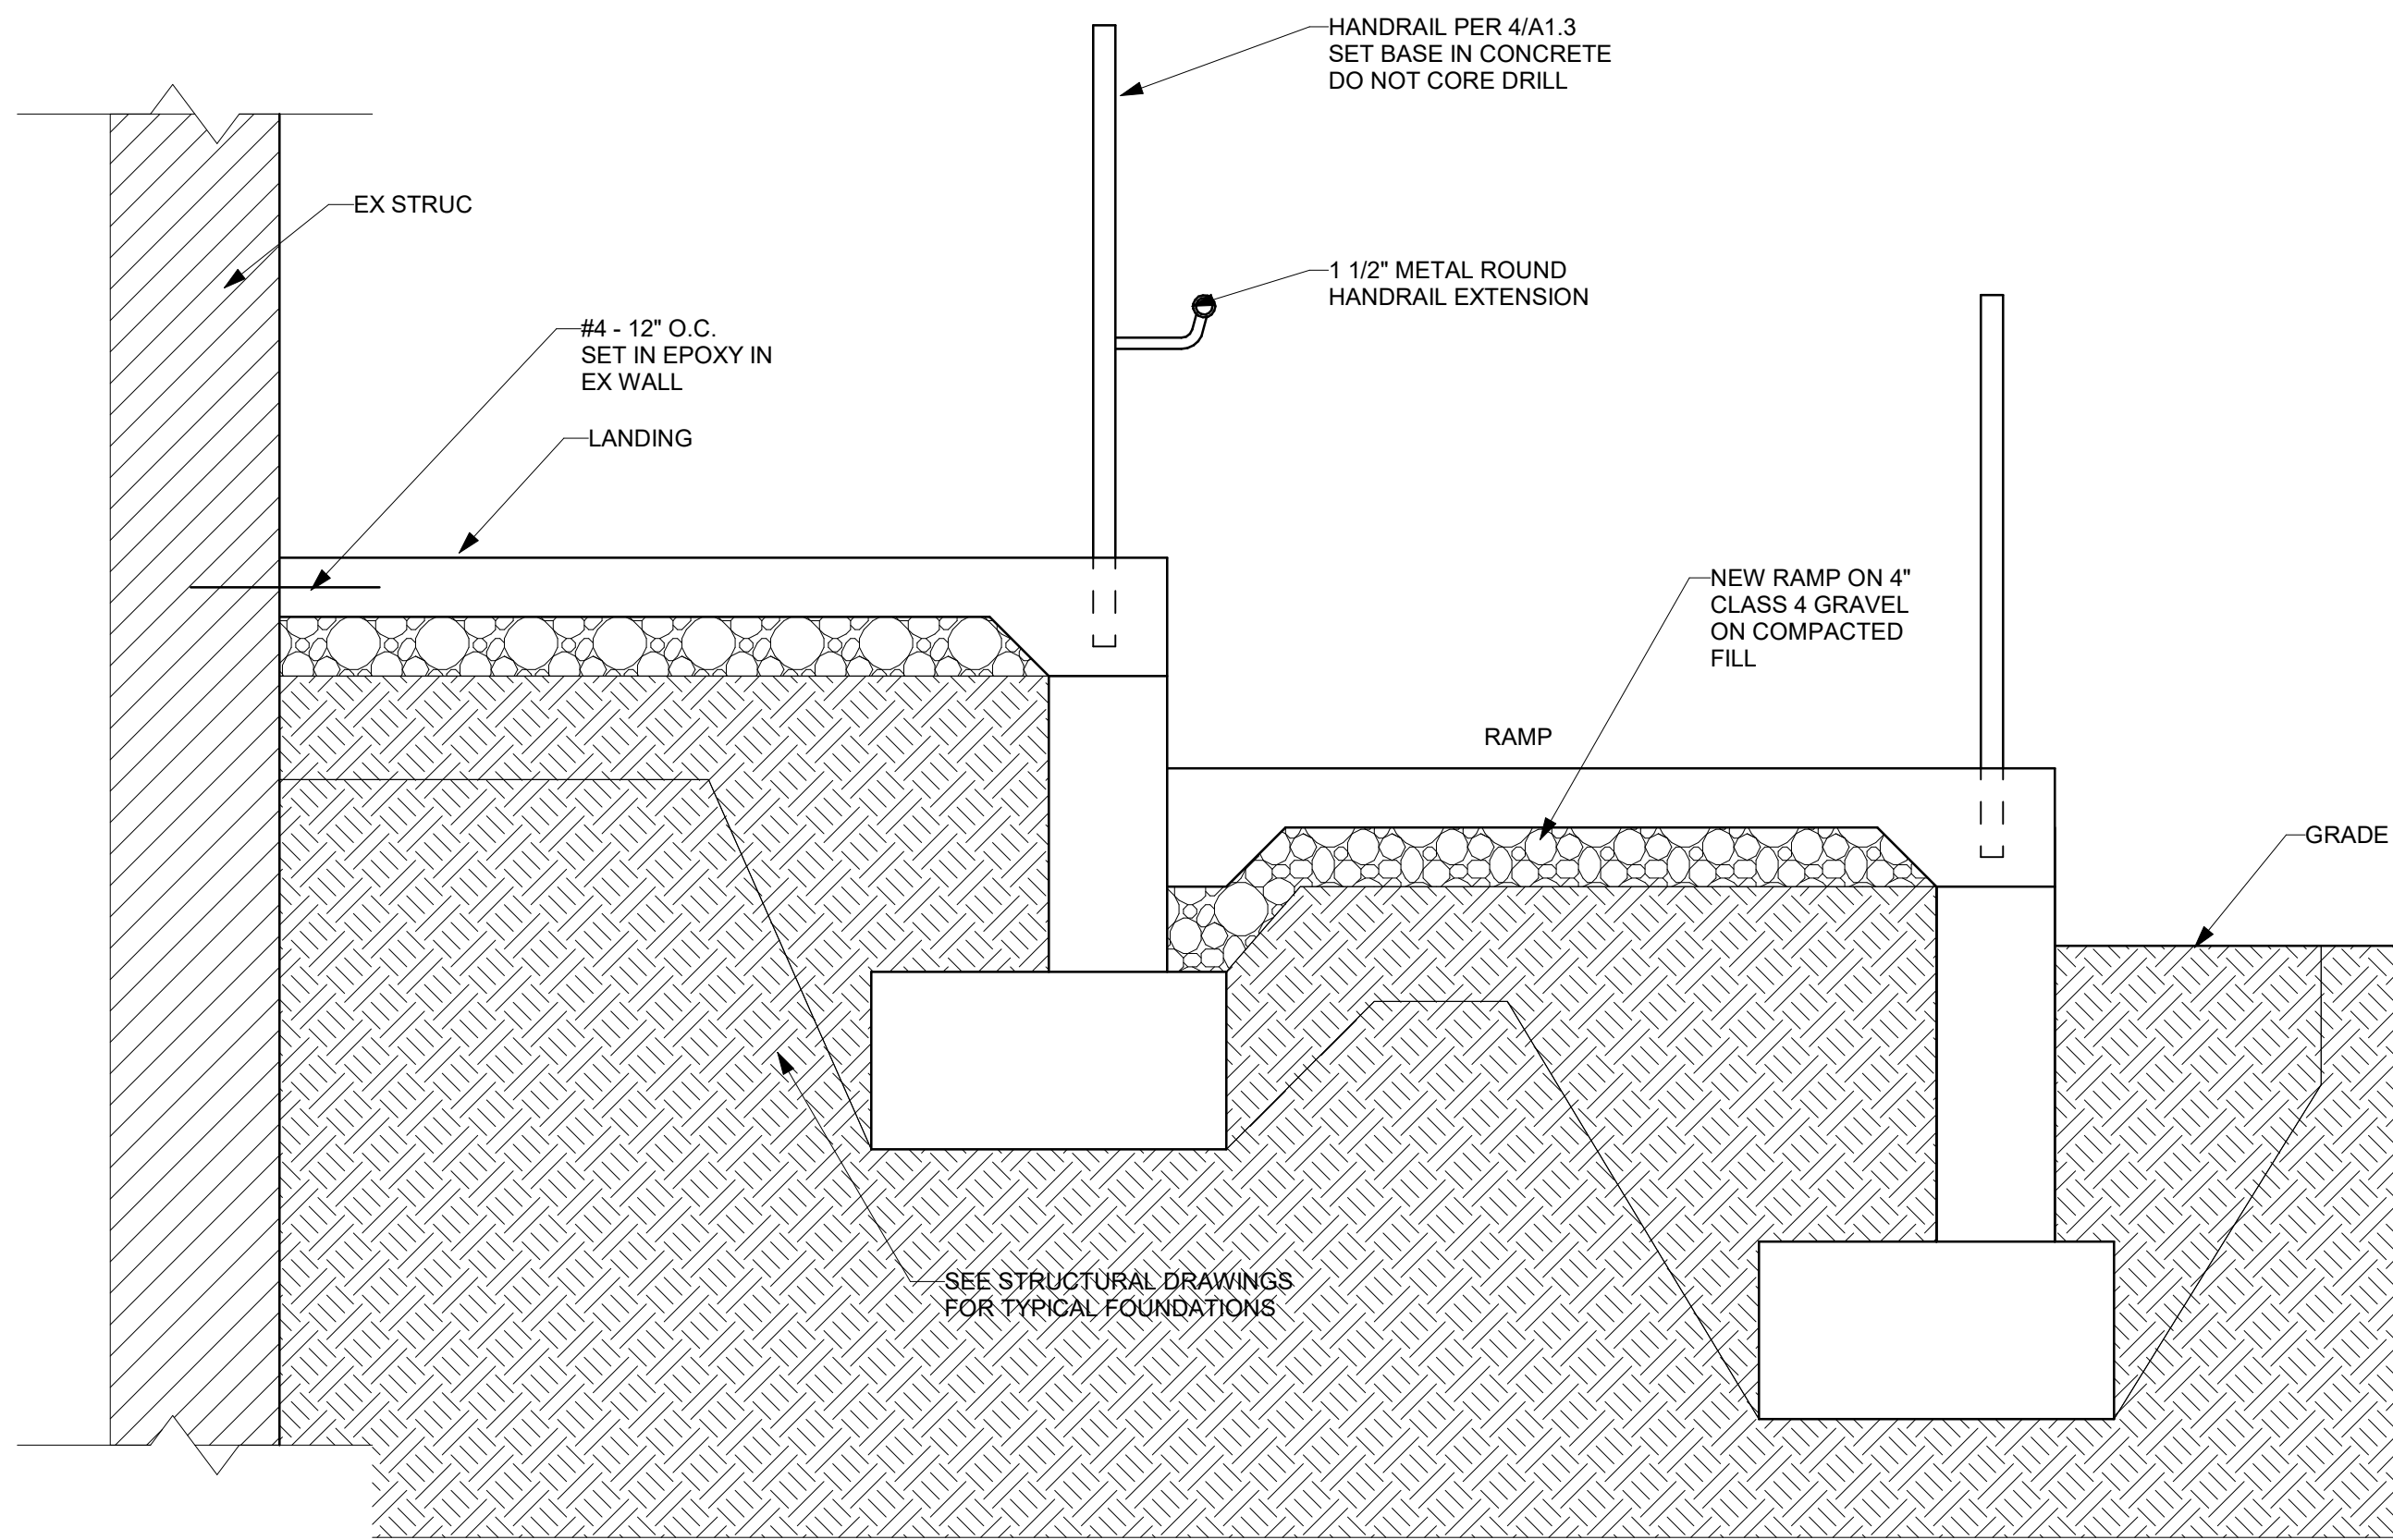 HANDRAIL PER 4/A1.3
SET BASE IN CONCRETE
DO NOT CORE DRILL
EX STRUC
1 1/2" METAL ROUND
HANDRAIL EXTENSION
#4 - 12" O.C.
SET IN EPOXY IN
EX WALL
LANDING
NEW RAMP ON 4"
CLASS 4 GRAVEL
ON COMPACTED
FILL
RAMP
GRADE
SEE STRUCTURAL DRAWINGS
FOR TYPICAL FOUNDATIONS